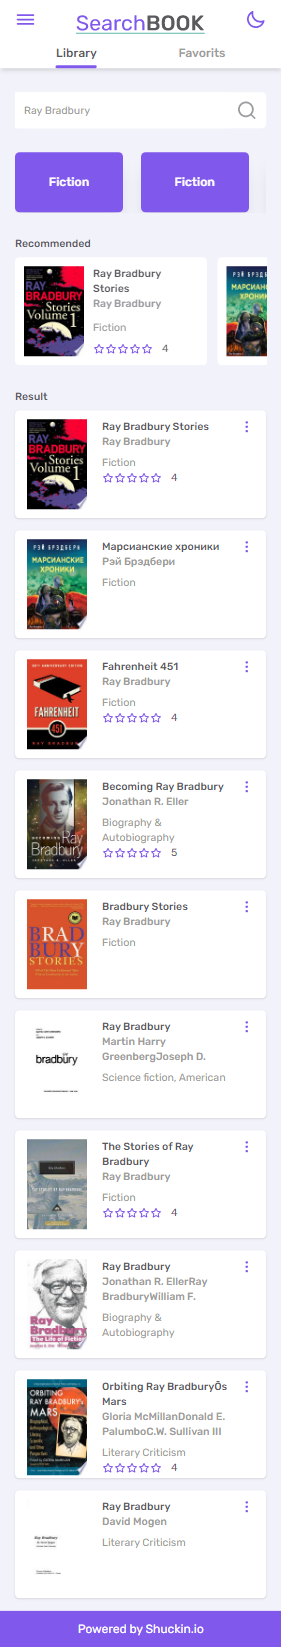 SearchBOOK
Library
Favorits
Ray Bradbury
Fiction
Fiction
Recommended
RAY
BRADBURY
Stories
Volume 1
Ray Bradbury
Stories
Ray Bradbury
Fiction
4
РЭЙ БРЭДБ
МАРСИАН
ХРОНИК
Result
RAY
BRADBURY
Stories
Volume 1
Ray Bradbury Stories
Ray Bradbury
Fiction
4
РЭЙ БРЭДБЕРИ
МАРСИАНСКИЕ
ХРОНИКИ
Марсианские хроники
Рэй Брэдбери
Fiction
FAHRENHEIT
451
RAY BRADBURY
Fahrenheit 451
Ray Bradbury
Fiction
4
BECOMING
Ray
Bradbury
Becoming Ray Bradbury
Jonathan R. Eller
Biography &
Autobiography
5
BRAD
BURY
STORIES
Bradbury Stories
Ray Bradbury
Fiction
bradbury
Ray Bradbury
Martin Harry
GreenbergJoseph D.
Science fiction, American
The Stories of Ray
Bradbury
Ray Bradbury
Fiction
4
Ray
Bradbury
The Life of Fiction
Ray Bradbury
Jonathan R. EllerRay
BradburyWilliam F.
Biography &
Autobiography
ORBITING
RAY BRADBURY'S
MARS
Orbiting Ray BradburyÕs
Mars
Gloria McMillanDonald E.
PalumboC.W. Sullivan III
Literary Criticism
4
Ray Bradbury
Ray Bradbury
David Mogen
Literary Criticism
Powered by Shuckin.io